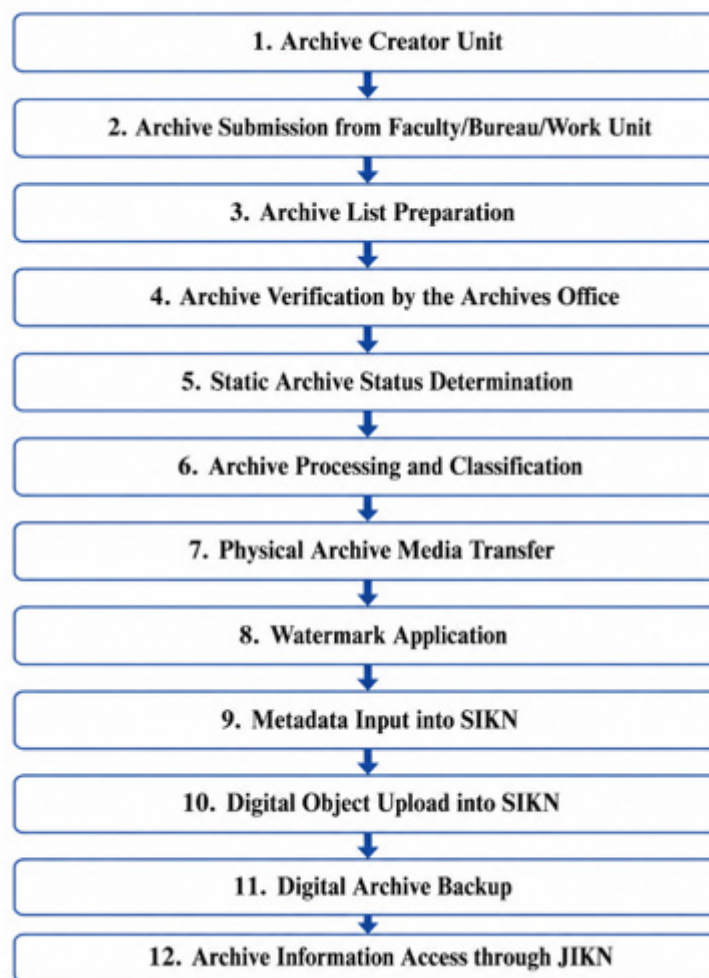 1. Archive Creator Unit
2. Archive Submission from Faculty/Bureau/Work Unit
3. Archive List Preparation
4. Archive Verification by the Archives Office
5. Static Archive Status Determination
6. Archive Processing and Classification
7. Physical Archive Media Transfer
8. Watermark Application
9. Metadata Input into SIKN
10. Digital Object Upload into SIKN
11. Digital Archive Backup
12. Archive Information Access through JIKN